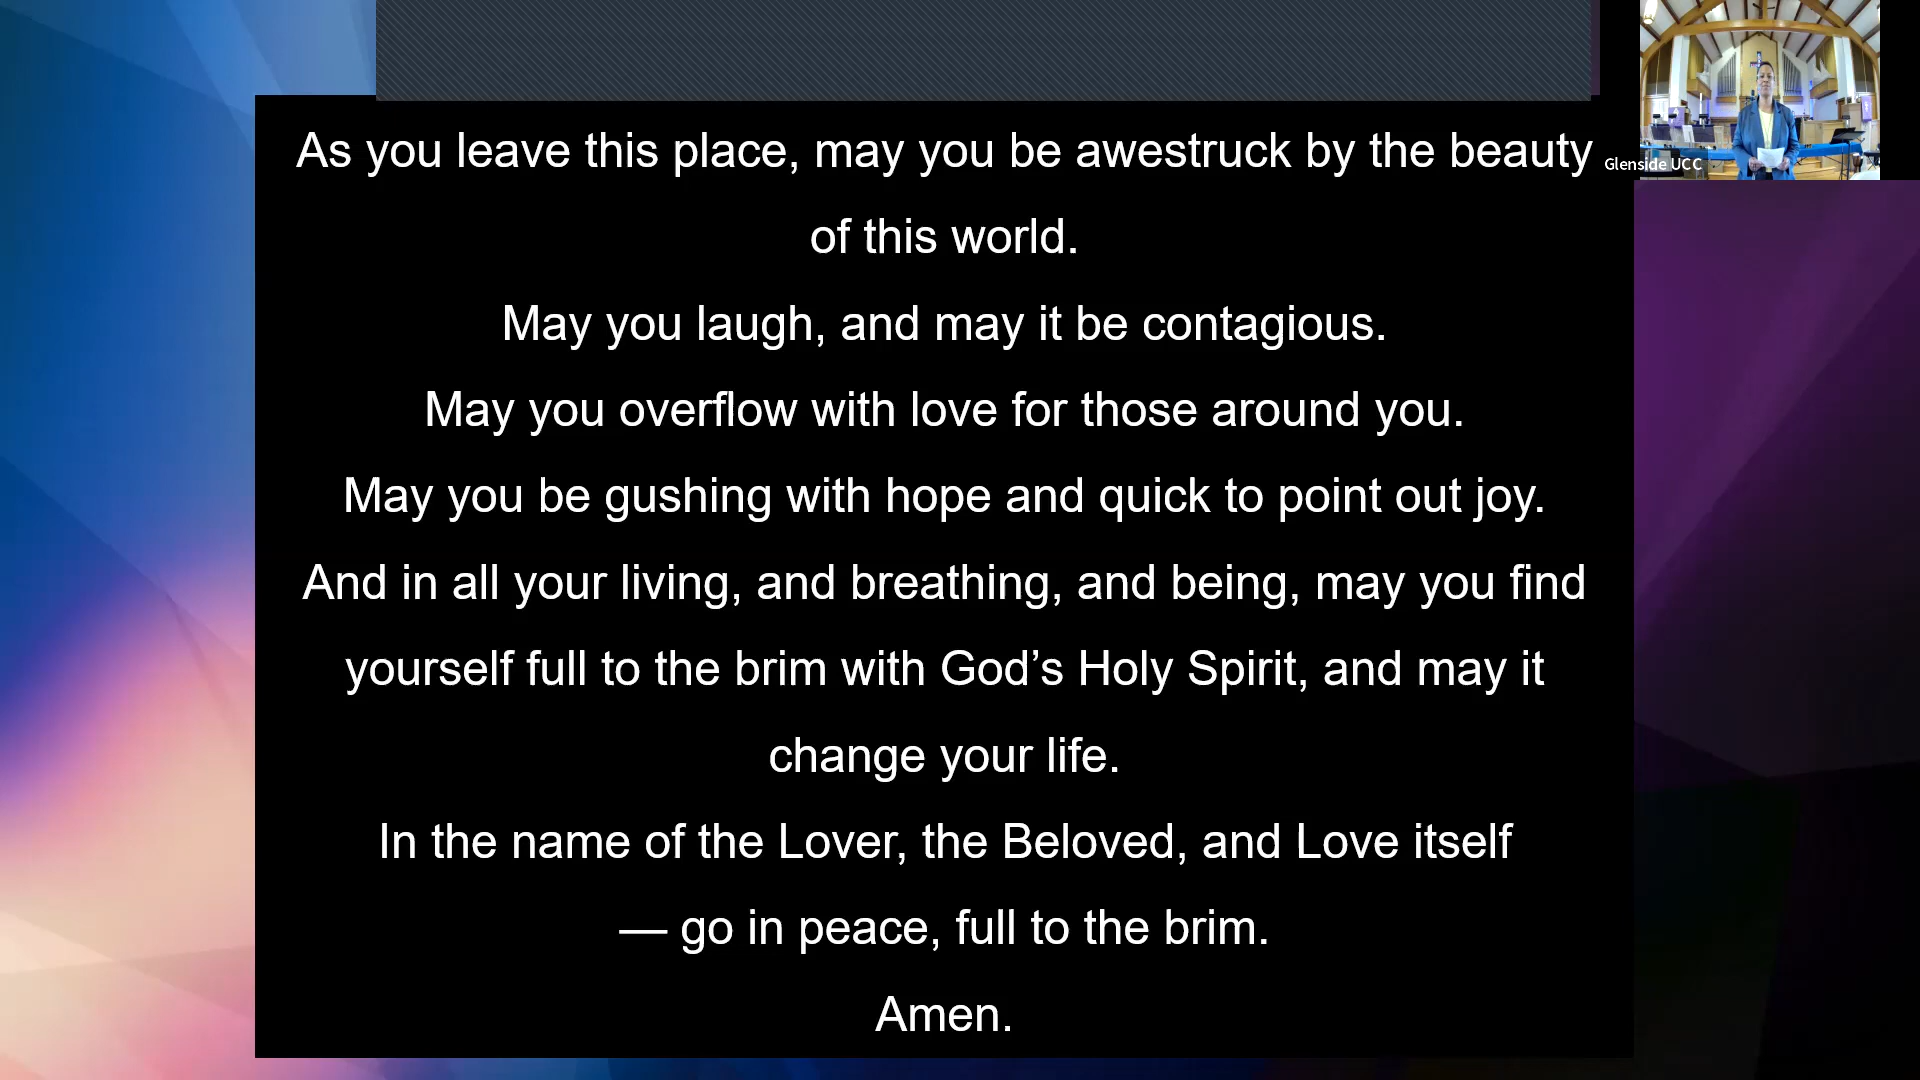 As you leave this place, may you be awestruck by the beauty
of this world.
May you laugh, and may it be contagious.
May you overflow with love for those around you.
May you be gushing with hope and quick to point out joy.
And in all your living, and breathing, and being, may you find
yourself full to the brim with God’s Holy Spirit, and may it
change your life.
In the name of the Lover, the Beloved, and Love itself
— go in peace, full to the brim.
Amen.
Glenside UCC